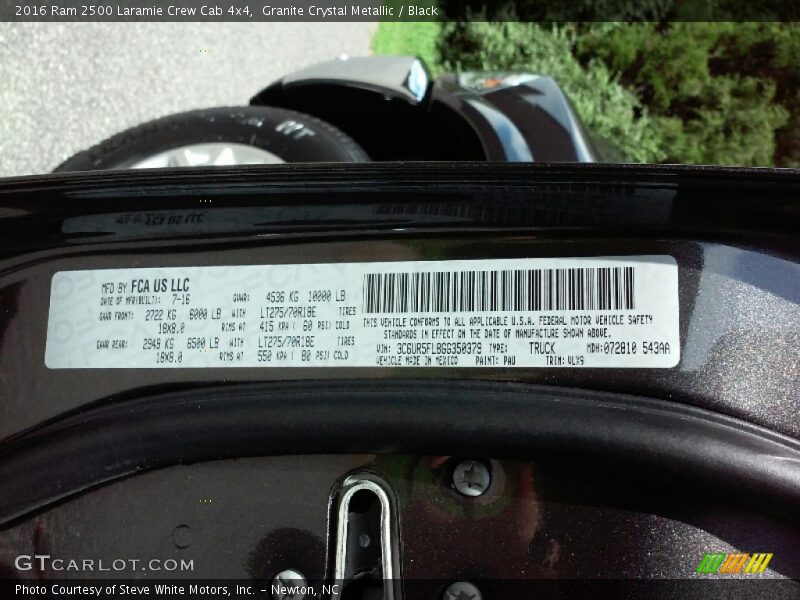 2016 Ram 2500 Laramie Crew Cab 4x4,  Granite Crystal Metallic / Black
MFD BY FCA US LLC
DATE OF MFR(BUILT): 7-16 GVWR: 4536 KG 10000 LB
GAWR FRONT: 2722 KG 6000 LB WITH LT275/70R18E TIRES
18X8.0 RIMS AT 415 KPA ( 60 PSI) COLD
GAWR REAR: 2949 KG 6500 LB WITH LT275/70R18E TIRES
18X8.0 RIMS AT 550 KPA ( 80 PSI) COLD
THIS VEHICLE CONFORMS TO ALL APPLICABLE U.S.A. FEDERAL MOTOR VEHICLE SAFETY
STANDARDS IN EFFECT ON THE DATE OF MANUFACTURE SHOWN ABOVE.
VIN: 3C6UR5FL8GG350379 TYPE: TRUCK MDH:072810 543AA
VEHICLE MADE IN MEXICO PAINT: PAU TRIM: VLX9
GTCARLOT.COM
Photo Courtesy of Steve White Motors, Inc. – Newton, NC